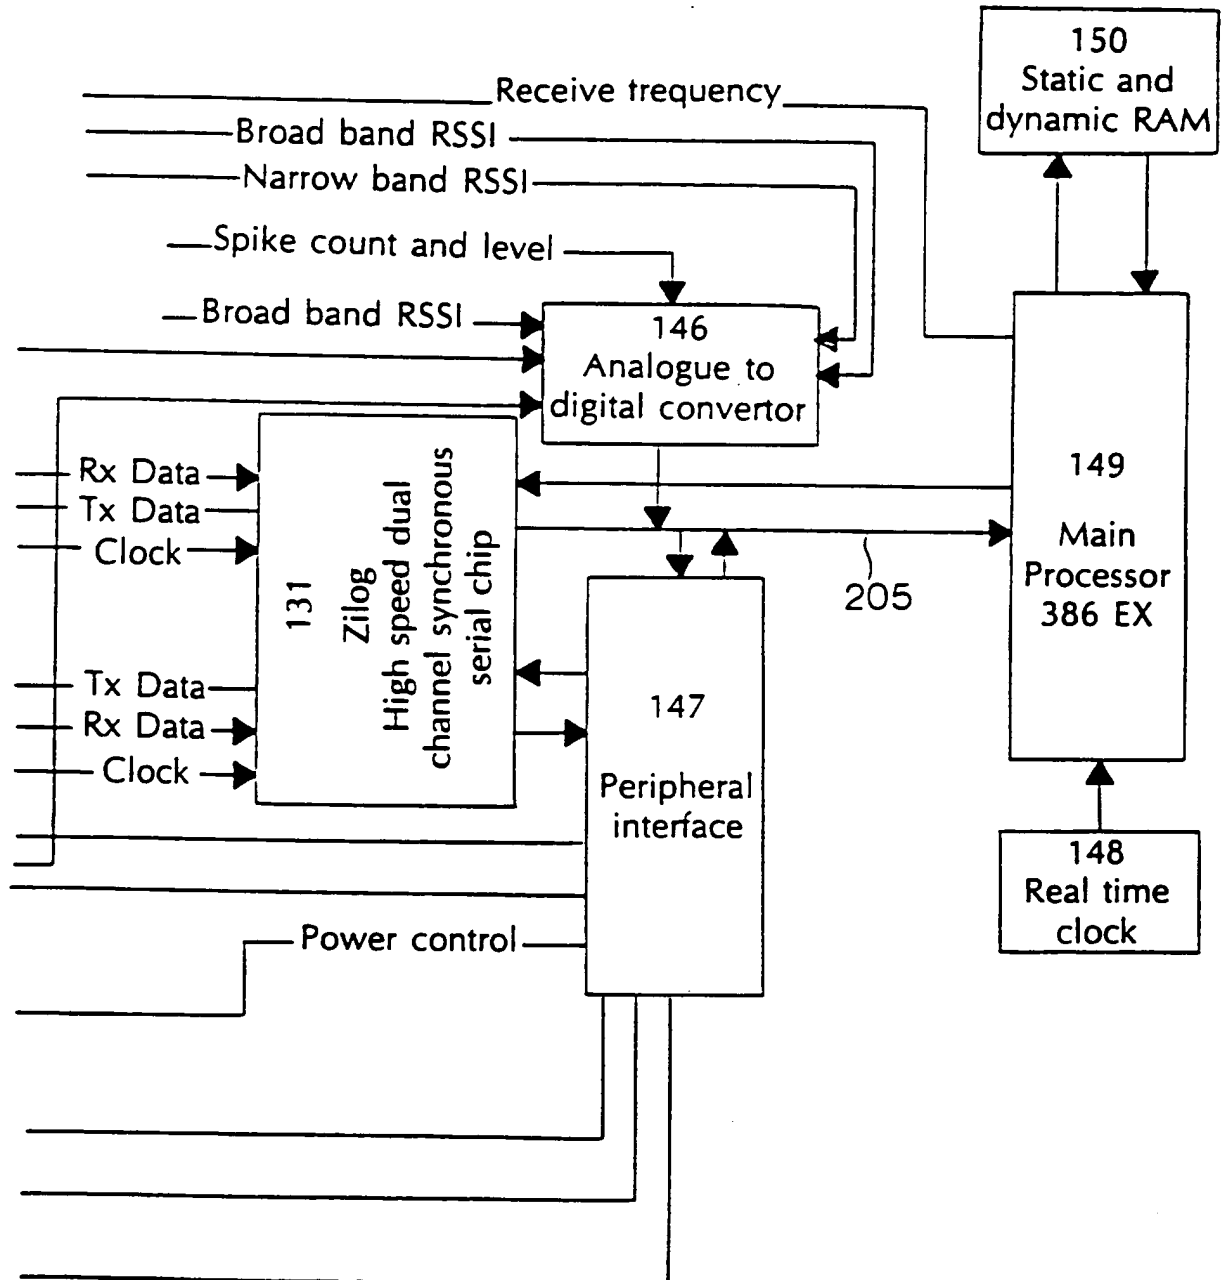 150
Static and
dynamic RAM
Receive trequency
Broad band RSSI
Narrow band RSSI
Spike count and level
Broad band RSSI
146
Analogue to
digital convertor
Rx Data
Tx Data
Clock
Tx Data
Rx Data
Clock
131
Zilog
High speed dual
channel synchronous
serial chip
149
Main
Processor
386 EX
205
147
Peripheral
interface
148
Real time
clock
Power control